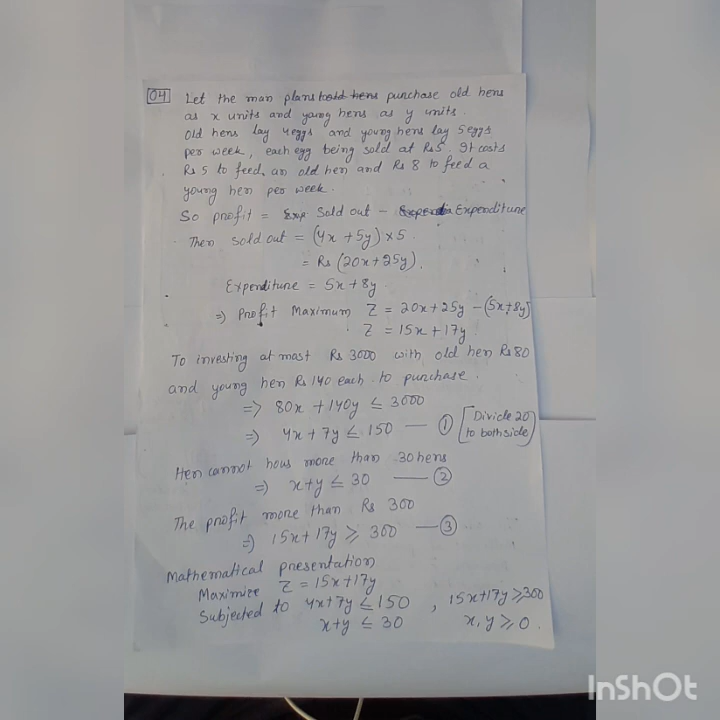 04 Let the man plans purchase old hens
as x units and young hens as y units.
Old hens lay 4eggs and young hens lay 5eggs
per week, each egg being sold at Rs5. It costs
Rs 5 to feed an old hen and Rs 8 to feed a
young hen per week.
So profit = Sold out - Expenditure
Then sold out = (4x + 5y) × 5
= Rs (20x + 25y).
Expenditure = 5x + 8y
⇒ Profit Maximum Z = 20x + 25y - (5x + 8y)
Z = 15x + 17y
To investing at most Rs 3000 with old hen Rs 80
and young hen Rs 140 each to purchase.
⇒ 80x + 140y ≤ 3000
⇒ 4x + 7y ≤ 150 — ① [Divide 20 to both side]
Hen cannot hous more than 30 hens
⇒ x+y ≤ 30 — ②
The profit more than Rs 300
⇒ 15x + 17y ≥ 300 — ③
Mathematical presentation
Maximize Z = 15x + 17y
Subjected to 4x + 7y ≤ 150 , 15x + 17y ≥ 300
x + y ≤ 30 x, y ≥ 0.
InShOt